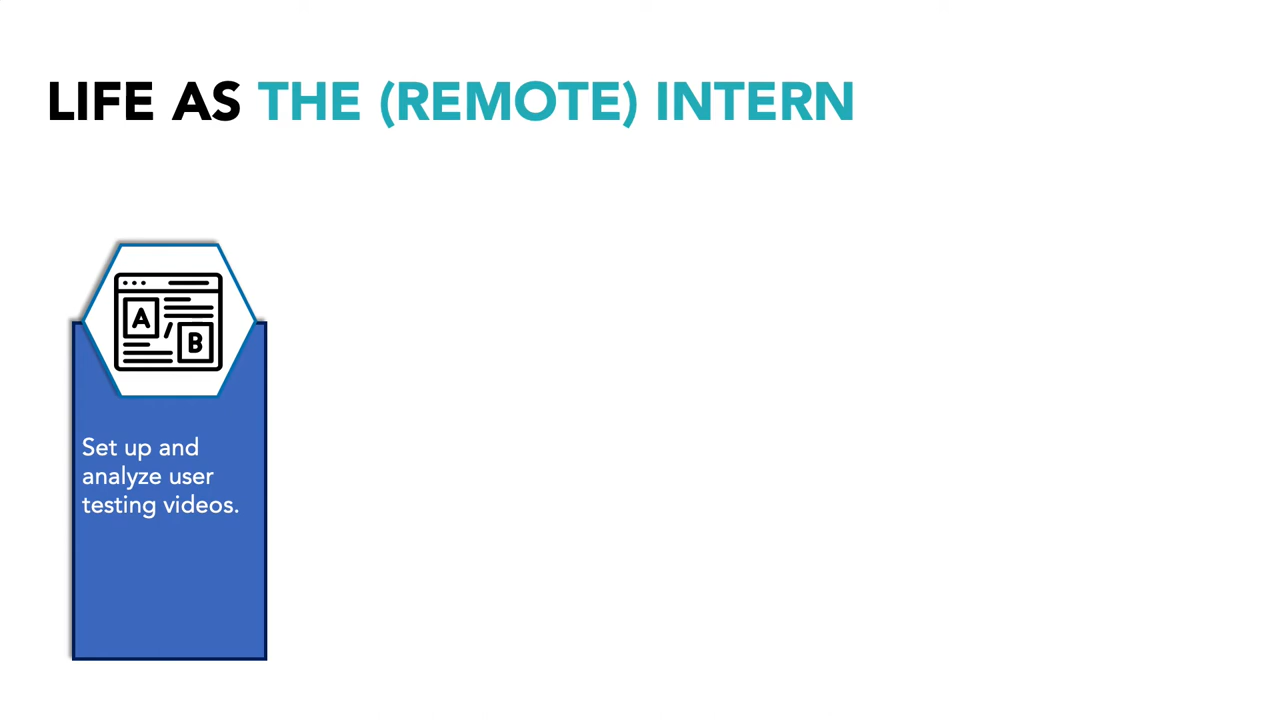 LIFE AS THE (REMOTE) INTERN
A
/
B
Set up and
analyze user
testing videos.